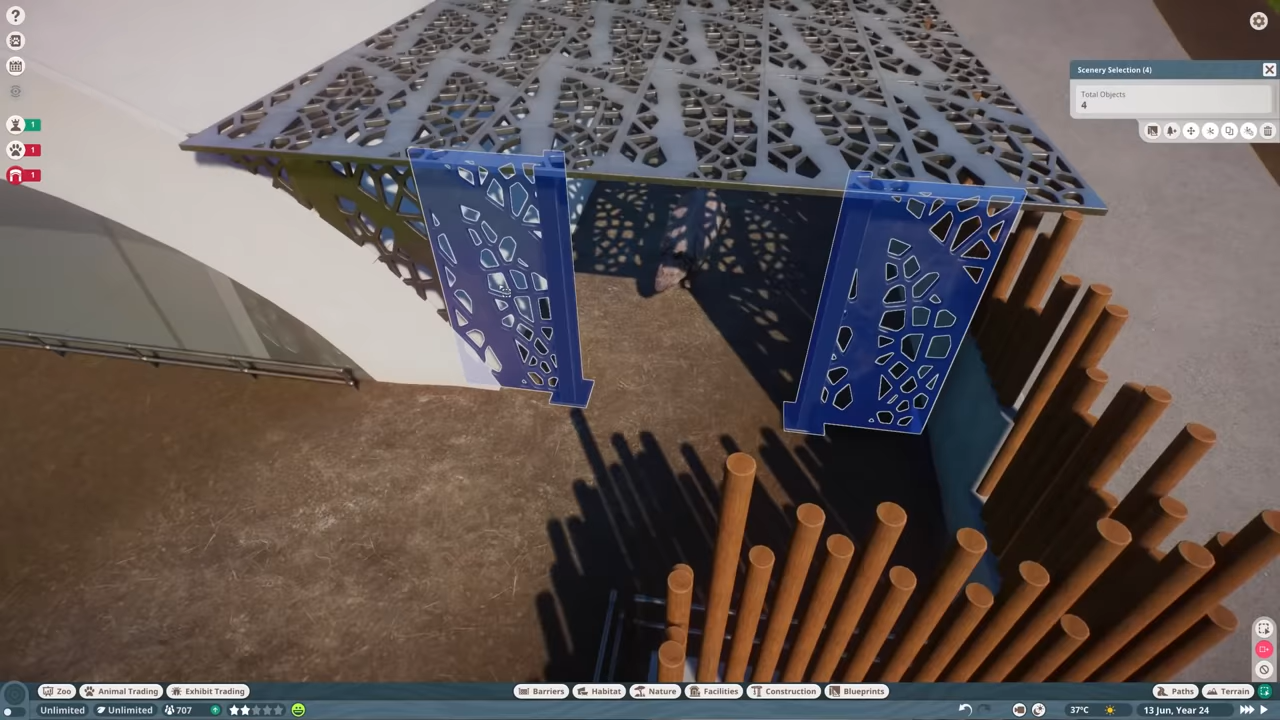 ?
1
1
1
Scenery Selection (4)
Total Objects
4
Zoo
Animal Trading
Exhibit Trading
Barriers
Habitat
Nature
Facilities
Construction
Blueprints
Paths
Terrain
Unlimited
Unlimited
707
37°C
13 Jun, Year 24